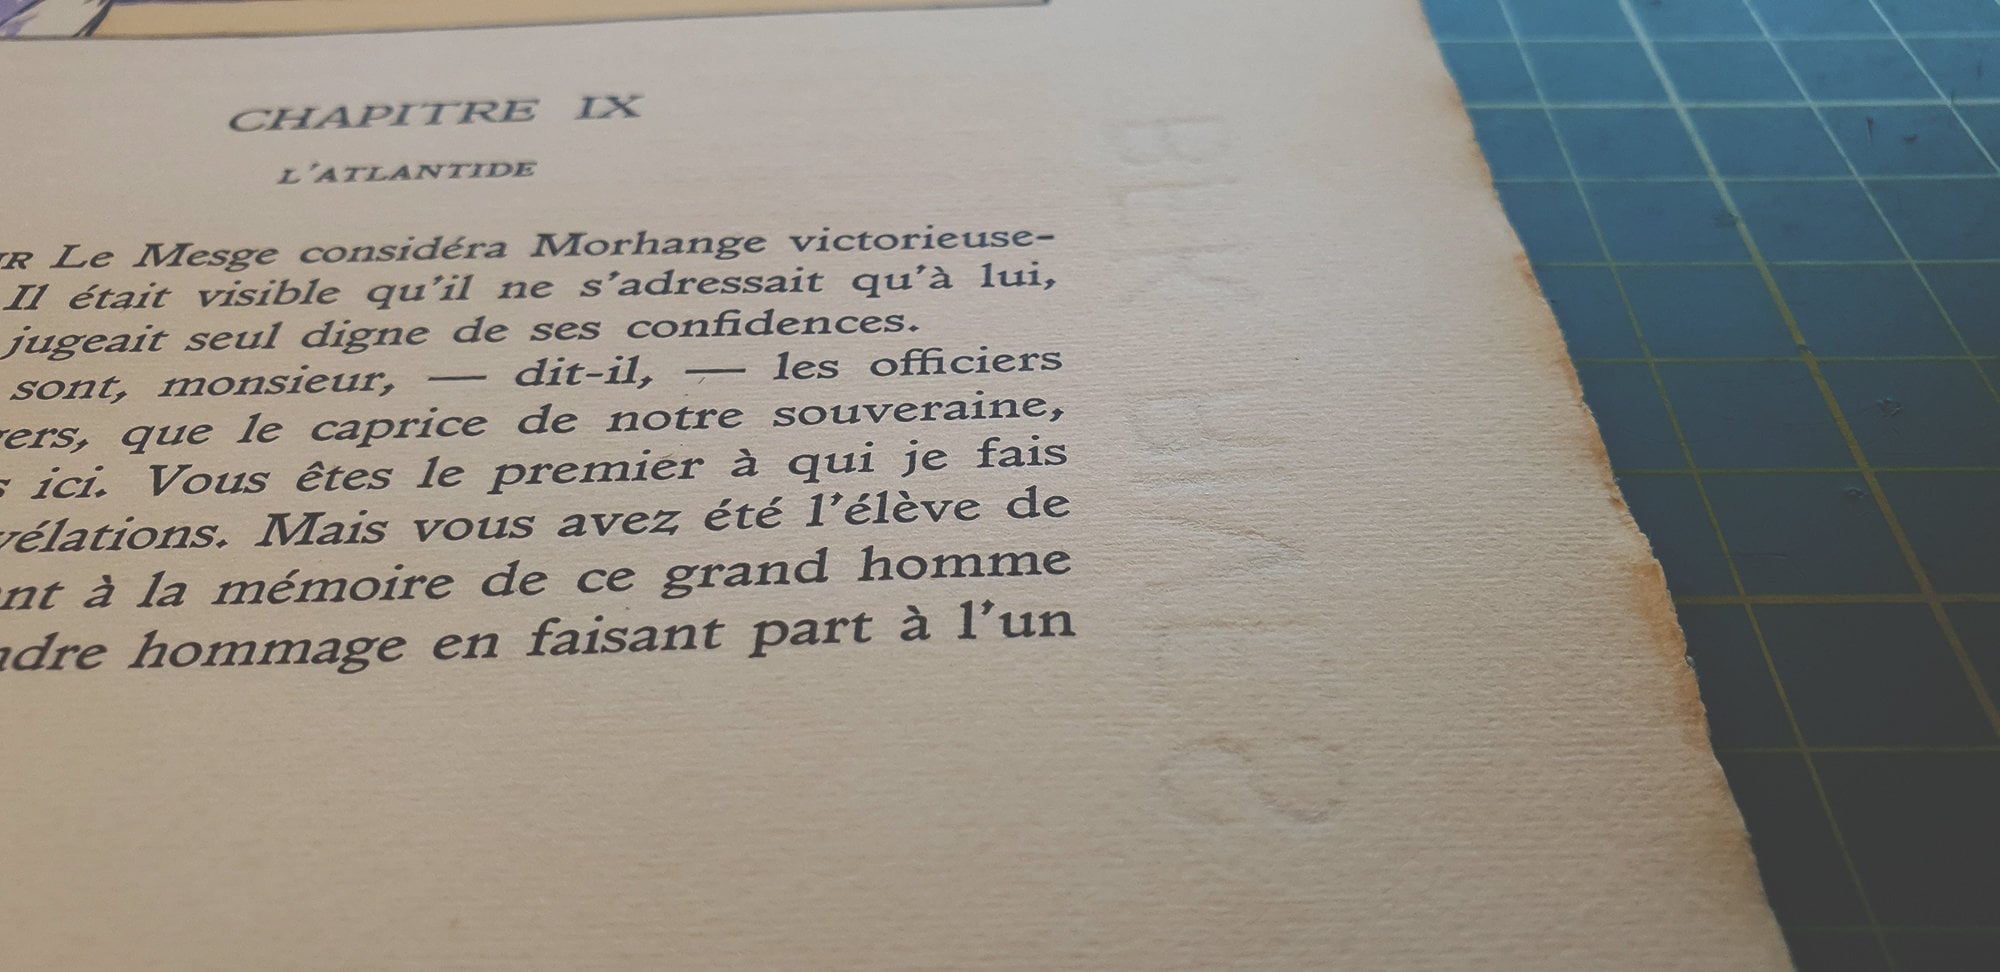 CHAPITRE IX
L'ATLANTIDE
Le Mesge considéra Morhange victorieuse-
Il était visible qu'il ne s'adressait qu'à lui,
jugeait seul digne de ses confidences.
sont, monsieur, — dit-il, — les officiers
que le caprice de notre souveraine,
ici. Vous êtes le premier à qui je fais
vélations. Mais vous avez été l'élève de
nt à la mémoire de ce grand homme
ndre hommage en faisant part à l'un